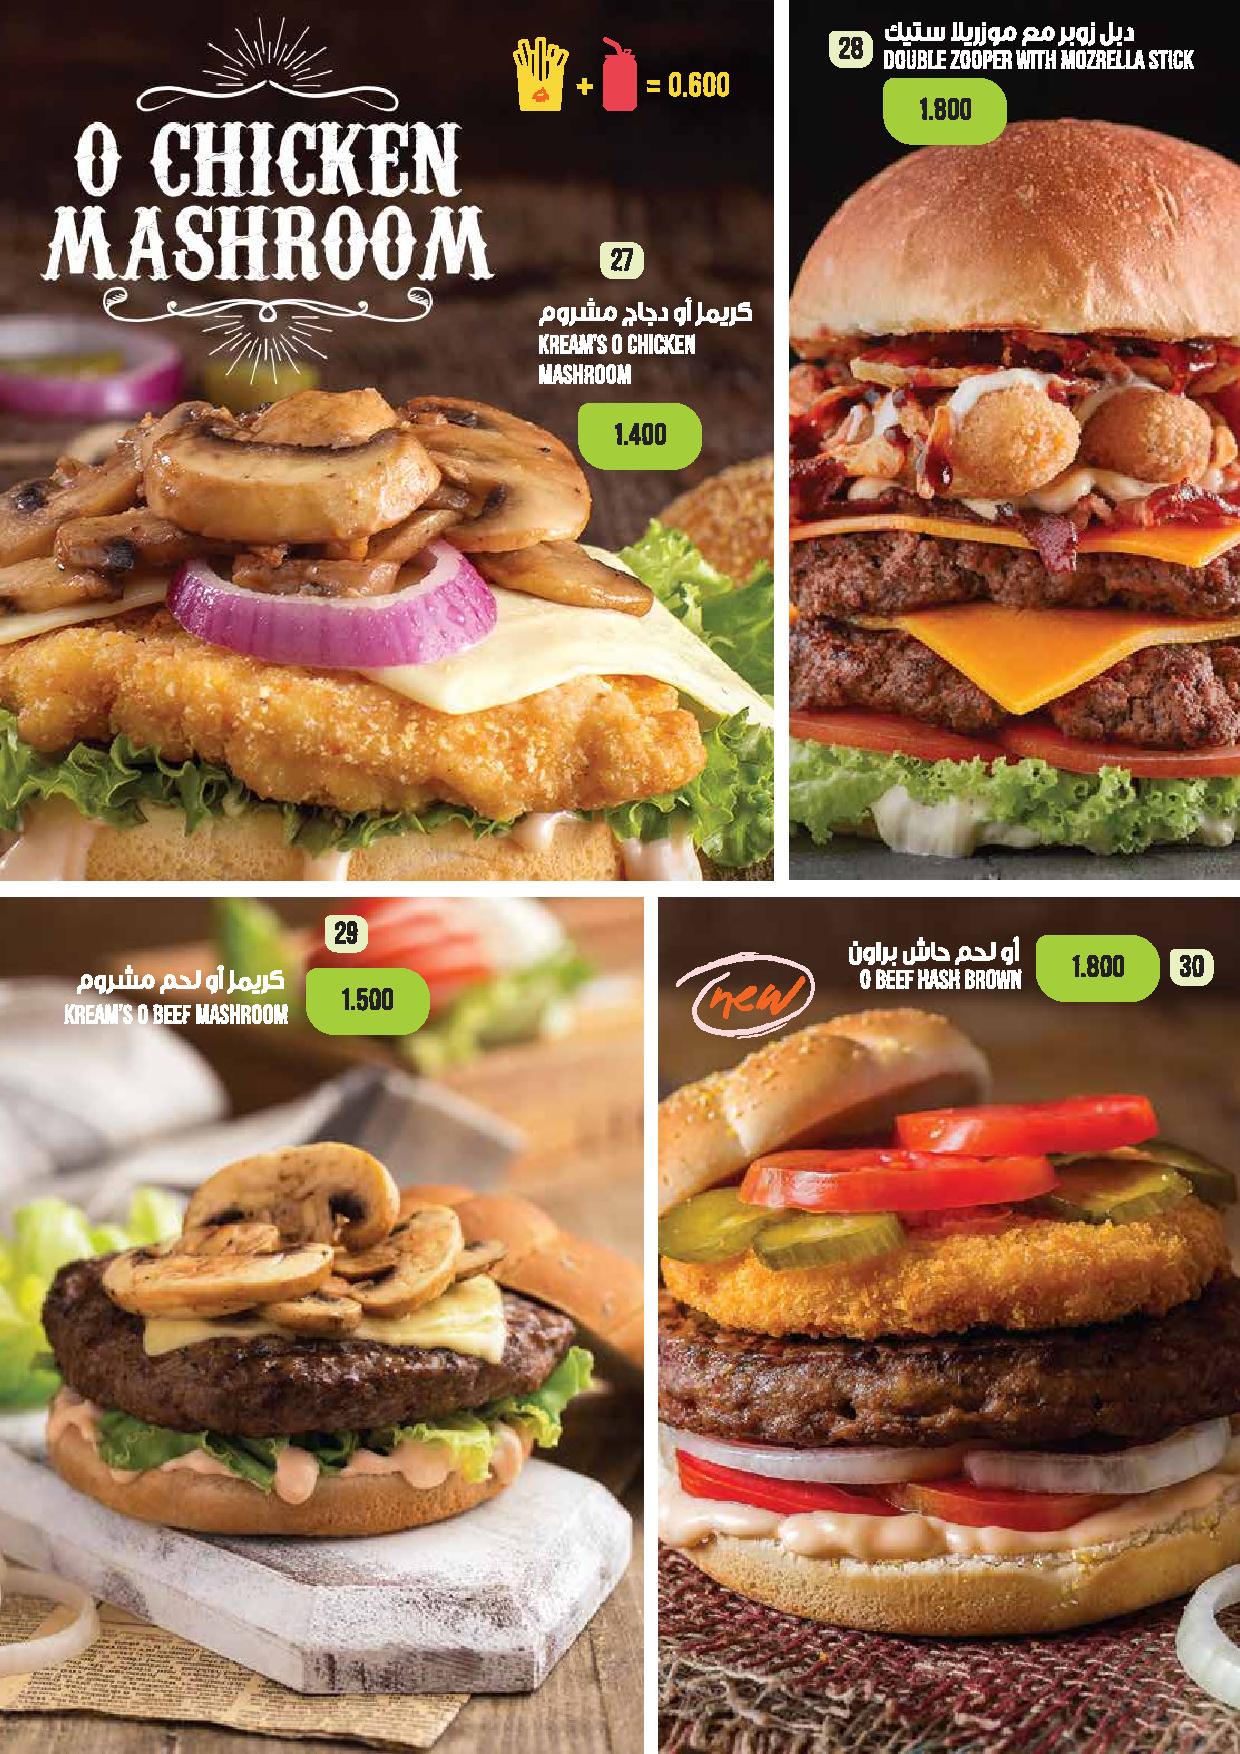 O CHICKEN
MASHROOM
+ = 0.600
27
كريمز أو دجاج مشروم
KREAM'S O CHICKEN
MASHROOM
1.400
28
دبل زوبر مع موزريلا ستيك
DOUBLE ZOOPER WITH MOZRELLA STICK
1.800
29
كريمز أو لحم مشروم
KREAM'S O BEEF MASHROOM
1.500
new
أو لحم حاش براون
O BEEF HASH BROWN
1.800
30